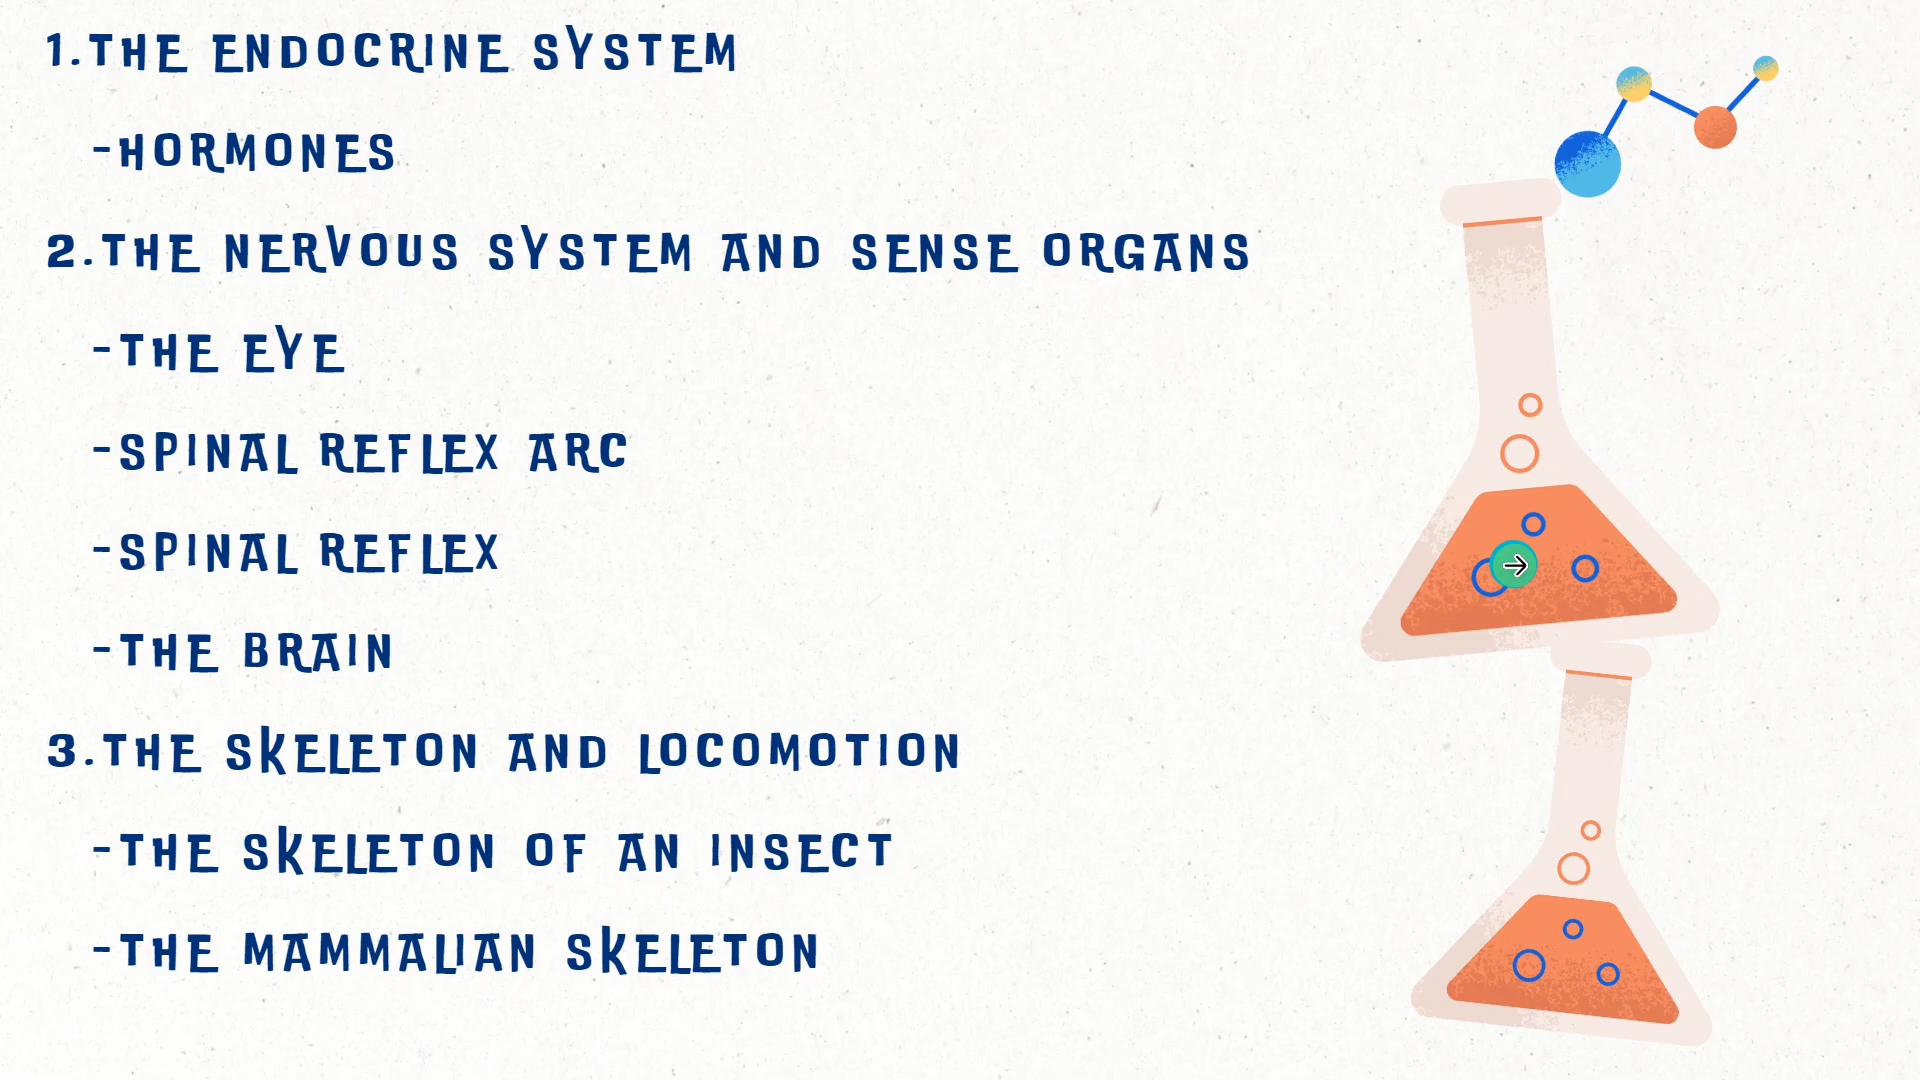 1.THE ENDOCRINE SYSTEM
-HORMONES
2.THE NERVOUS SYSTEM AND SENSE ORGANS
-THE EYE
-SPINAL REFLEX ARC
-SPINAL REFLEX
-THE BRAIN
3.THE SKELETON AND LOCOMOTION
-THE SKELETON OF AN INSECT
-THE MAMMALIAN SKELETON